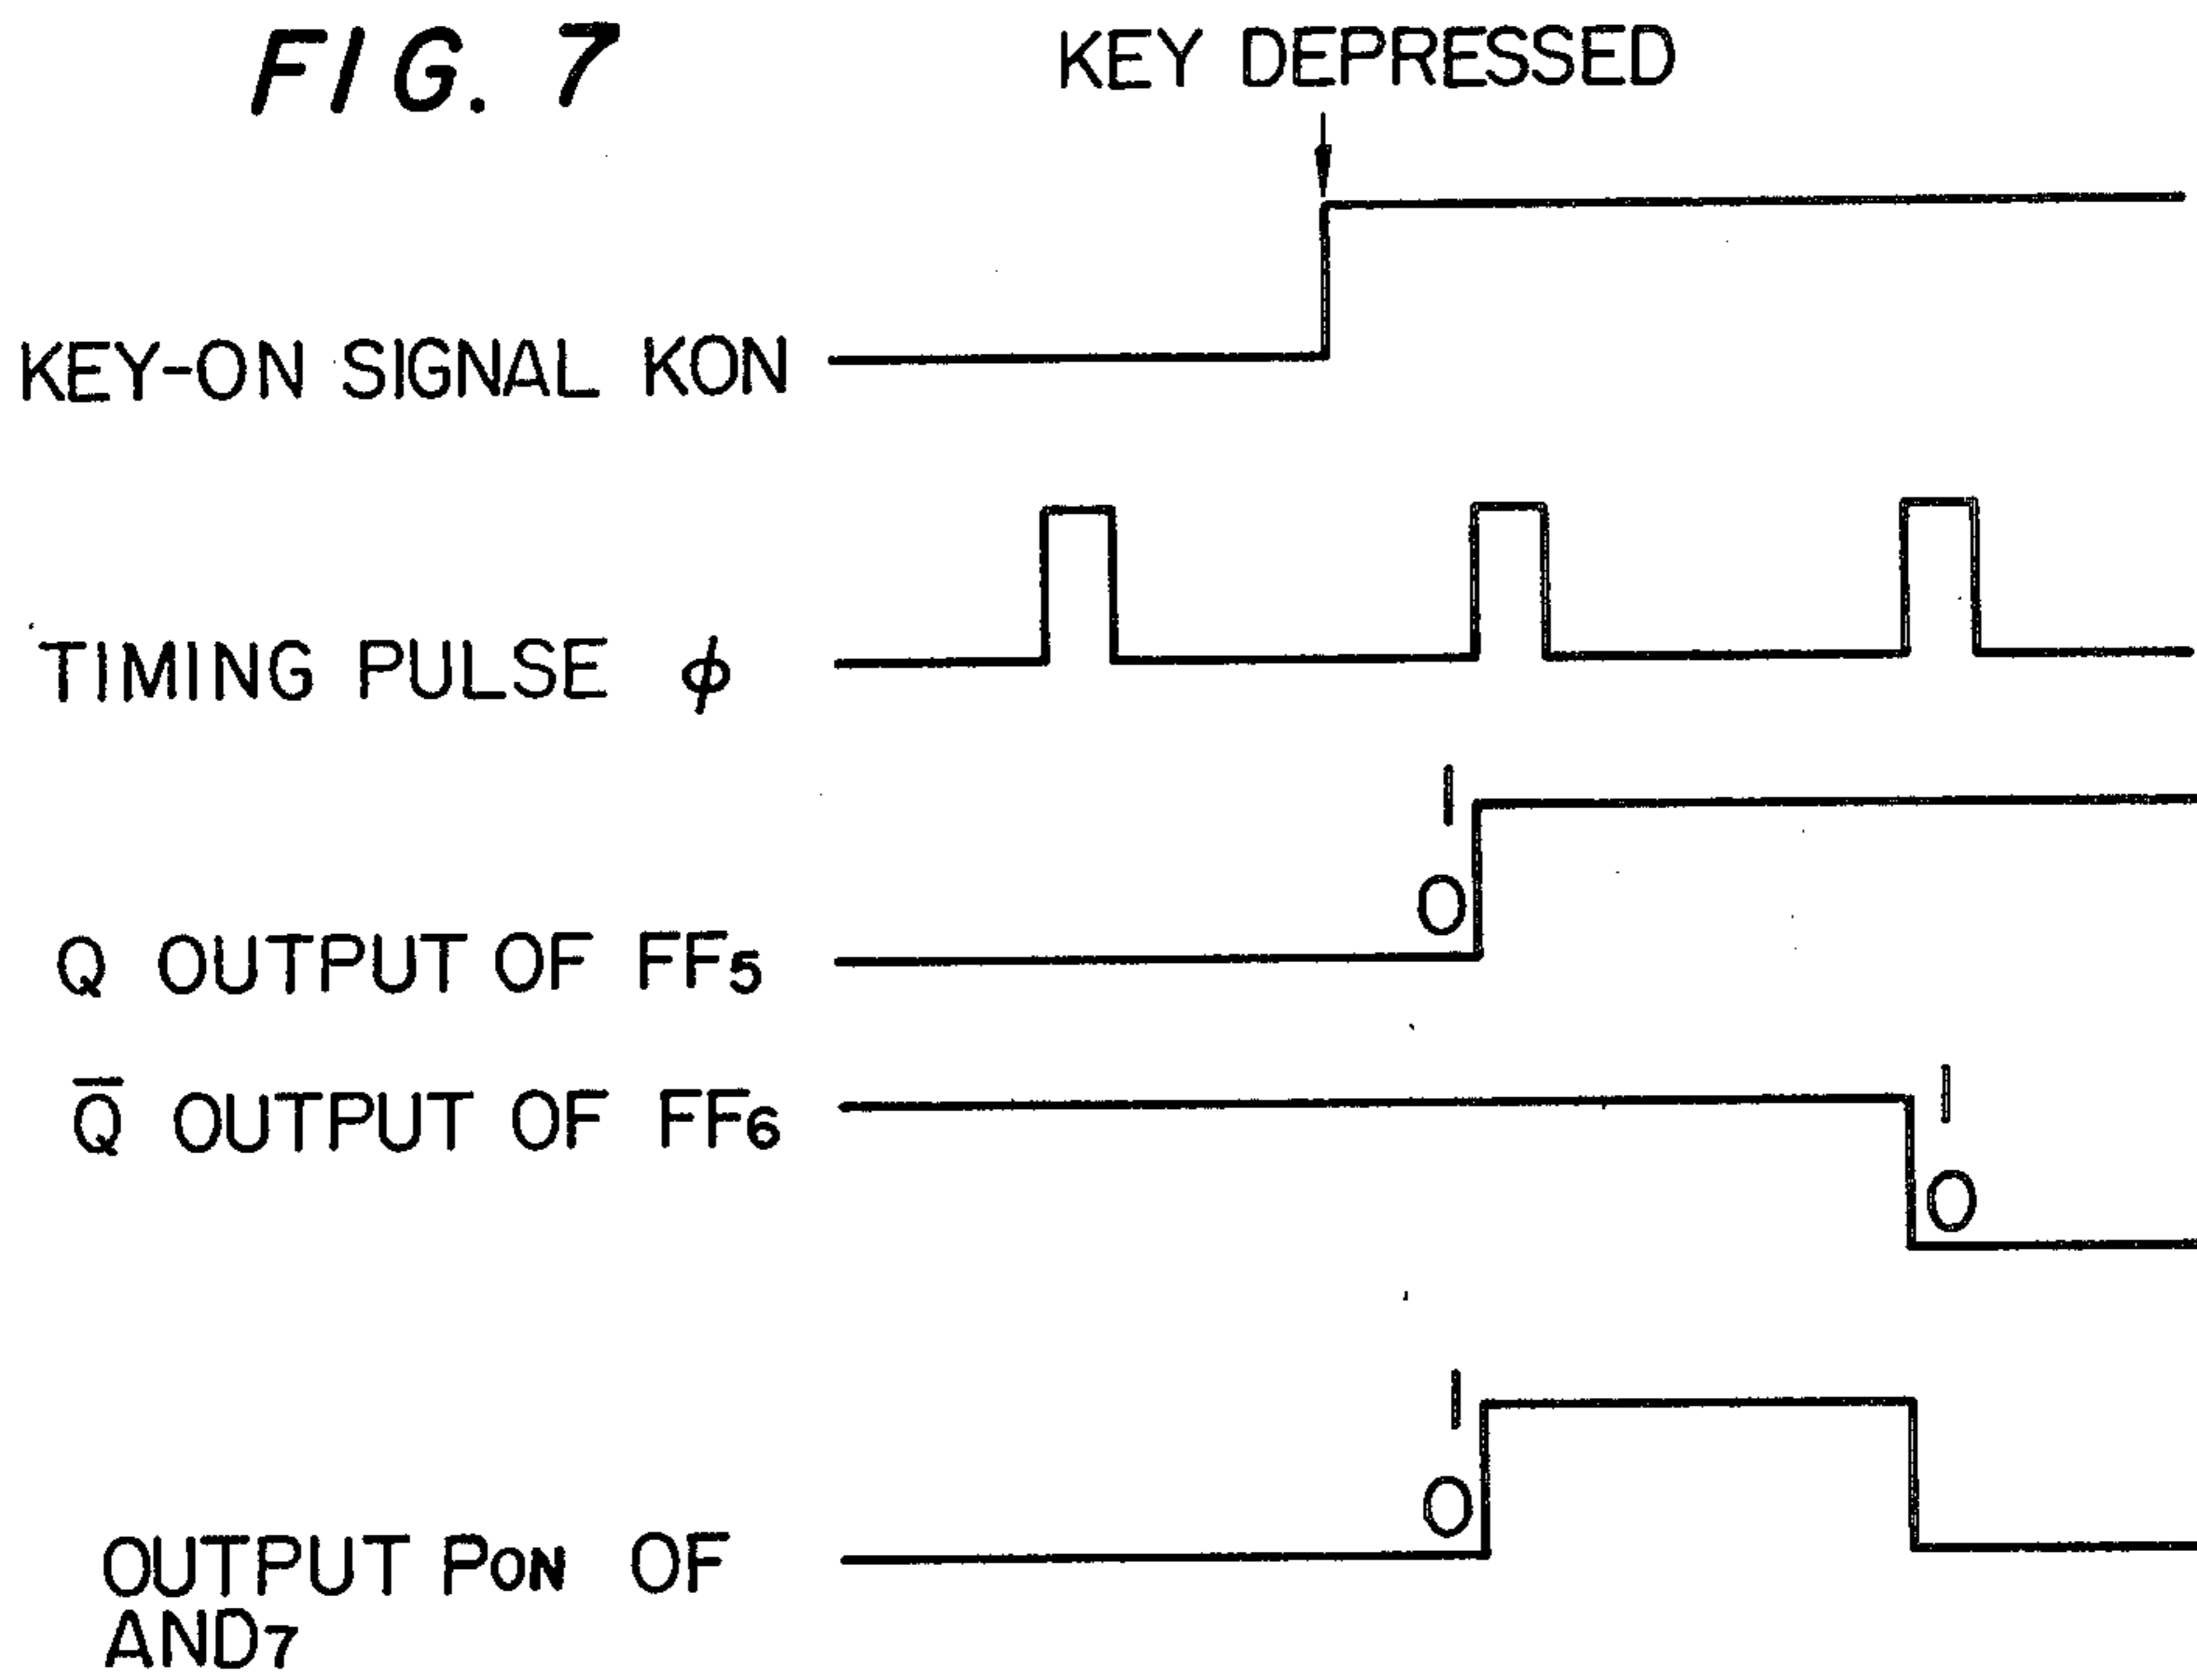 FIG. 7
KEY DEPRESSED
KEY-ON SIGNAL KON
TIMING PULSE ϕ
1
0
Q OUTPUT OF FF5
Q̅ OUTPUT OF FF6
1
0
1
0
OUTPUT PON OF
AND7